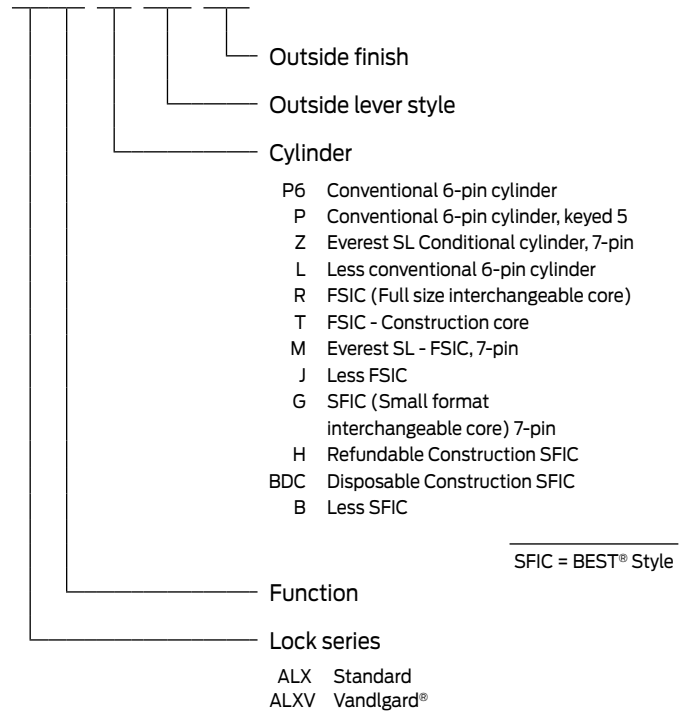 Outside finish
Outside lever style
Cylinder
P6 Conventional 6-pin cylinder
P Conventional 6-pin cylinder, keyed 5
Z Everest SL Conditional cylinder, 7-pin
L Less conventional 6-pin cylinder
R FSIC (Full size interchangeable core)
T FSIC - Construction core
M Everest SL - FSIC, 7-pin
J Less FSIC
G SFIC (Small format
interchangeable core) 7-pin
H Refundable Construction SFIC
BDC Disposable Construction SFIC
B Less SFIC
SFIC = BEST® Style
Function
Lock series
ALX Standard
ALXV Vandlgard®